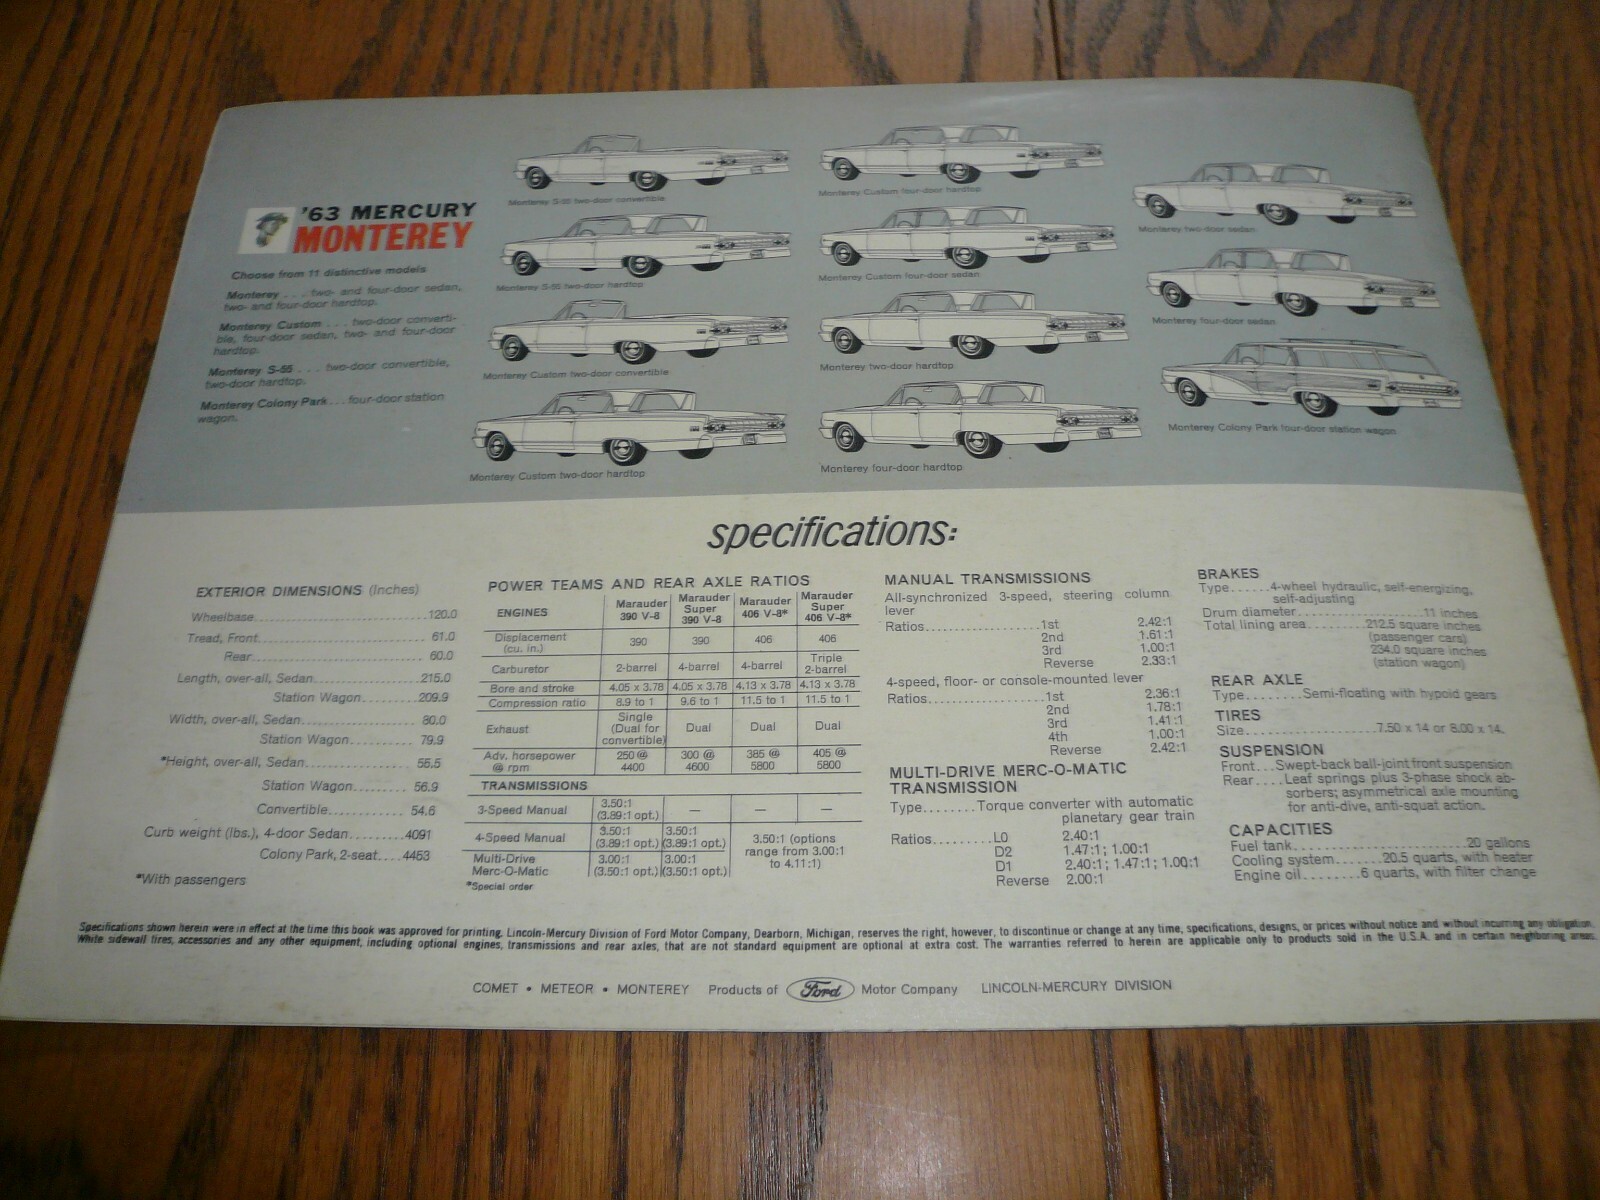 '63 MERCURY
MONTEREY
Choose from 11 distinctive models
Monterey . . . two- and four-door sedan,
two- and four-door hardtop.
Monterey Custom . . . two-door converti-
ble, four-door sedan, two- and four-door
hardtop.
Monterey S-55 . . . two-door convertible,
two-door hardtop.
Monterey Colony Park . . . four-door station
wagon.
Monterey S-55 two-door convertible
Monterey S-55 two-door hardtop
Monterey Custom two-door convertible
Monterey Custom two-door hardtop
Monterey Custom four-door hardtop
Monterey Custom four-door sedan
Monterey two-door hardtop
Monterey four-door hardtop
Monterey two-door sedan
Monterey four-door sedan
Monterey Colony Park four-door station wagon
specifications:
EXTERIOR DIMENSIONS (Inches)
Wheelbase 120.0
Tread, Front 61.0
Rear 60.0
Length, over-all, Sedan 215.0
Station Wagon 209.9
Width, over-all, Sedan 80.0
Station Wagon 79.9
*Height, over-all, Sedan 55.5
Station Wagon 56.9
Convertible 54.6
Curb weight (lbs.), 4-door Sedan 4091
Colony Park, 2-seat 4453
*With passengers
POWER TEAMS AND REAR AXLE RATIOS
ENGINES | Marauder 390 V-8 | Marauder Super 390 V-8 | Marauder 406 V-8* | Marauder Super 406 V-8*
Displacement (cu. in.) | 390 | 390 | 406 | 406
Carburetor | 2-barrel | 4-barrel | 4-barrel | Triple 2-barrel
Bore and stroke | 4.05 x 3.78 | 4.05 x 3.78 | 4.13 x 3.78 | 4.13 x 3.78
Compression ratio | 8.9 to 1 | 9.6 to 1 | 11.5 to 1 | 11.5 to 1
Exhaust | Single (Dual for convertible) | Dual | Dual | Dual
Adv. horsepower @ rpm | 250 @ 4400 | 300 @ 4600 | 385 @ 5800 | 405 @ 5800
TRANSMISSIONS
3-Speed Manual | 3.50:1 (3.89:1 opt.) | — | — | —
4-Speed Manual | 3.50:1 (3.89:1 opt.) | 3.50:1 (3.89:1 opt.) | 3.50:1 (options range from 3.00:1 to 4.11:1)
Multi-Drive Merc-O-Matic | 3.00:1 (3.50:1 opt.) | 3.00:1 (3.50:1 opt.)
*Special order
MANUAL TRANSMISSIONS
All-synchronized 3-speed, steering column
lever
Ratios 1st 2.42:1
2nd 1.61:1
3rd 1.00:1
Reverse 2.33:1
4-speed, floor- or console-mounted lever
Ratios 1st 2.36:1
2nd 1.78:1
3rd 1.41:1
4th 1.00:1
Reverse 2.42:1
MULTI-DRIVE MERC-O-MATIC
TRANSMISSION
Type Torque converter with automatic
planetary gear train
Ratios L0 2.40:1
D2 1.47:1; 1.00:1
D1 2.40:1; 1.47:1; 1.00:1
Reverse 2.00:1
BRAKES
Type 4-wheel hydraulic, self-energizing,
self-adjusting
Drum diameter 11 inches
Total lining area 212.5 square inches
(passenger cars)
234.0 square inches
(station wagon)
REAR AXLE
Type Semi-floating with hypoid gears
TIRES
Size 7.50 x 14 or 8.00 x 14.
SUSPENSION
Front Swept-back ball-joint front suspension
Rear Leaf springs plus 3-phase shock ab-
sorbers; asymmetrical axle mounting
for anti-dive, anti-squat action.
CAPACITIES
Fuel tank 20 gallons
Cooling system 20.5 quarts, with heater
Engine oil 6 quarts, with filter change
Specifications shown herein were in effect at the time this book was approved for printing. Lincoln-Mercury Division of Ford Motor Company, Dearborn, Michigan, reserves the right, however, to discontinue or change at any time, specifications, designs, or prices without notice and without incurring any obligation.
White sidewall tires, accessories and any other equipment, including optional engines, transmissions and rear axles, that are not standard equipment are optional at extra cost. The warranties referred to herein are applicable only to products sold in the U.S.A. and in certain neighboring areas.
COMET • METEOR • MONTEREY Products of Ford Motor Company LINCOLN-MERCURY DIVISION